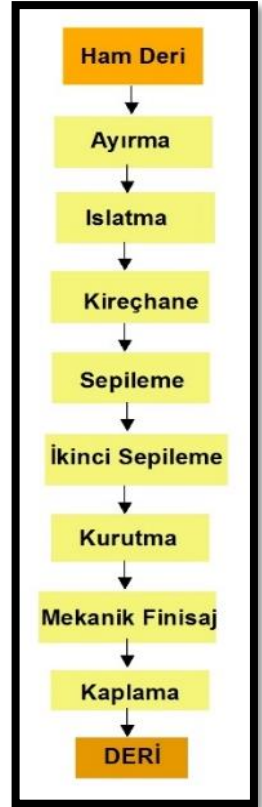 Ham Deri
Ayırma
Islatma
Kireçhane
Sepileme
İkinci Sepileme
Kurutma
Mekanik Finisaj
Kaplama
DERİ